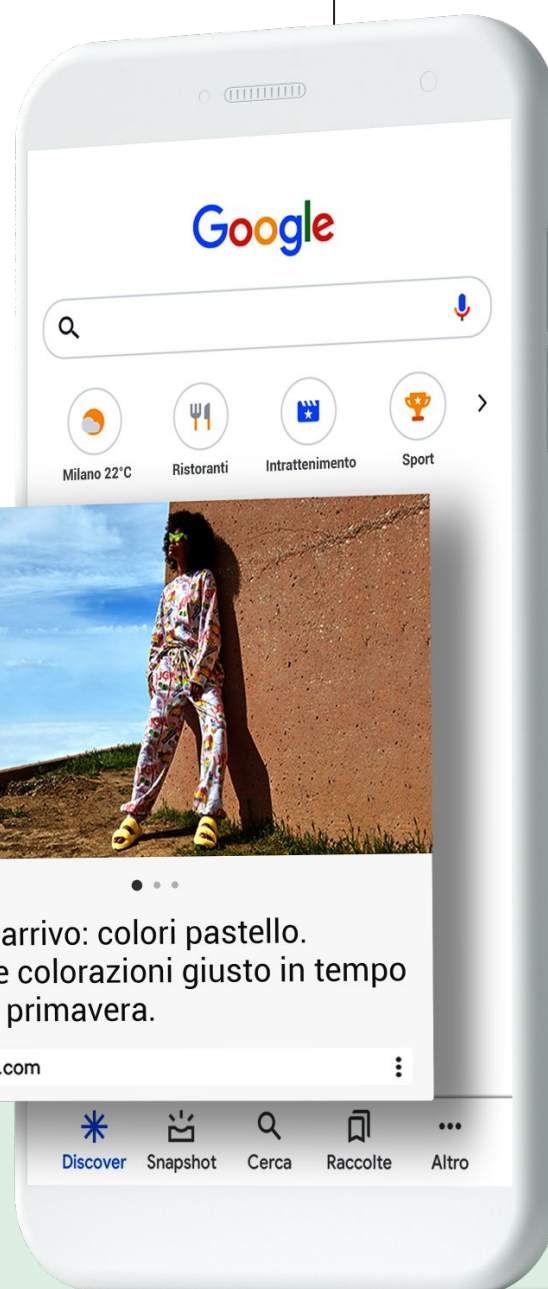 Google
Milano 22°C
Ristoranti
Intrattenimento
Sport
arrivo: colori pastello.
e colorazioni giusto in tempo
primavera.
.com
Discover
Snapshot
Cerca
Raccolte
Altro